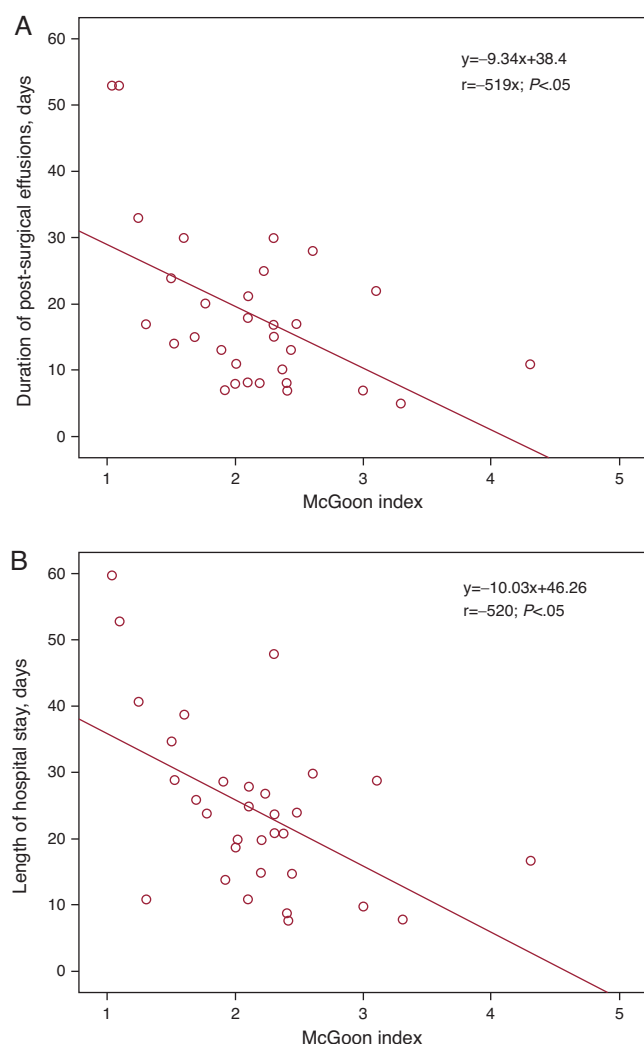 A
y=–9.34x+38.4
r=–519x; P<.05
Duration of post-surgical effusions, days
60
50
40
30
20
10
0
1 2 3 4 5
McGoon index
B
y=–10.03x+46.26
r=–520; P<.05
Length of hospital stay, days
60
50
40
30
20
10
0
1 2 3 4 5
McGoon index